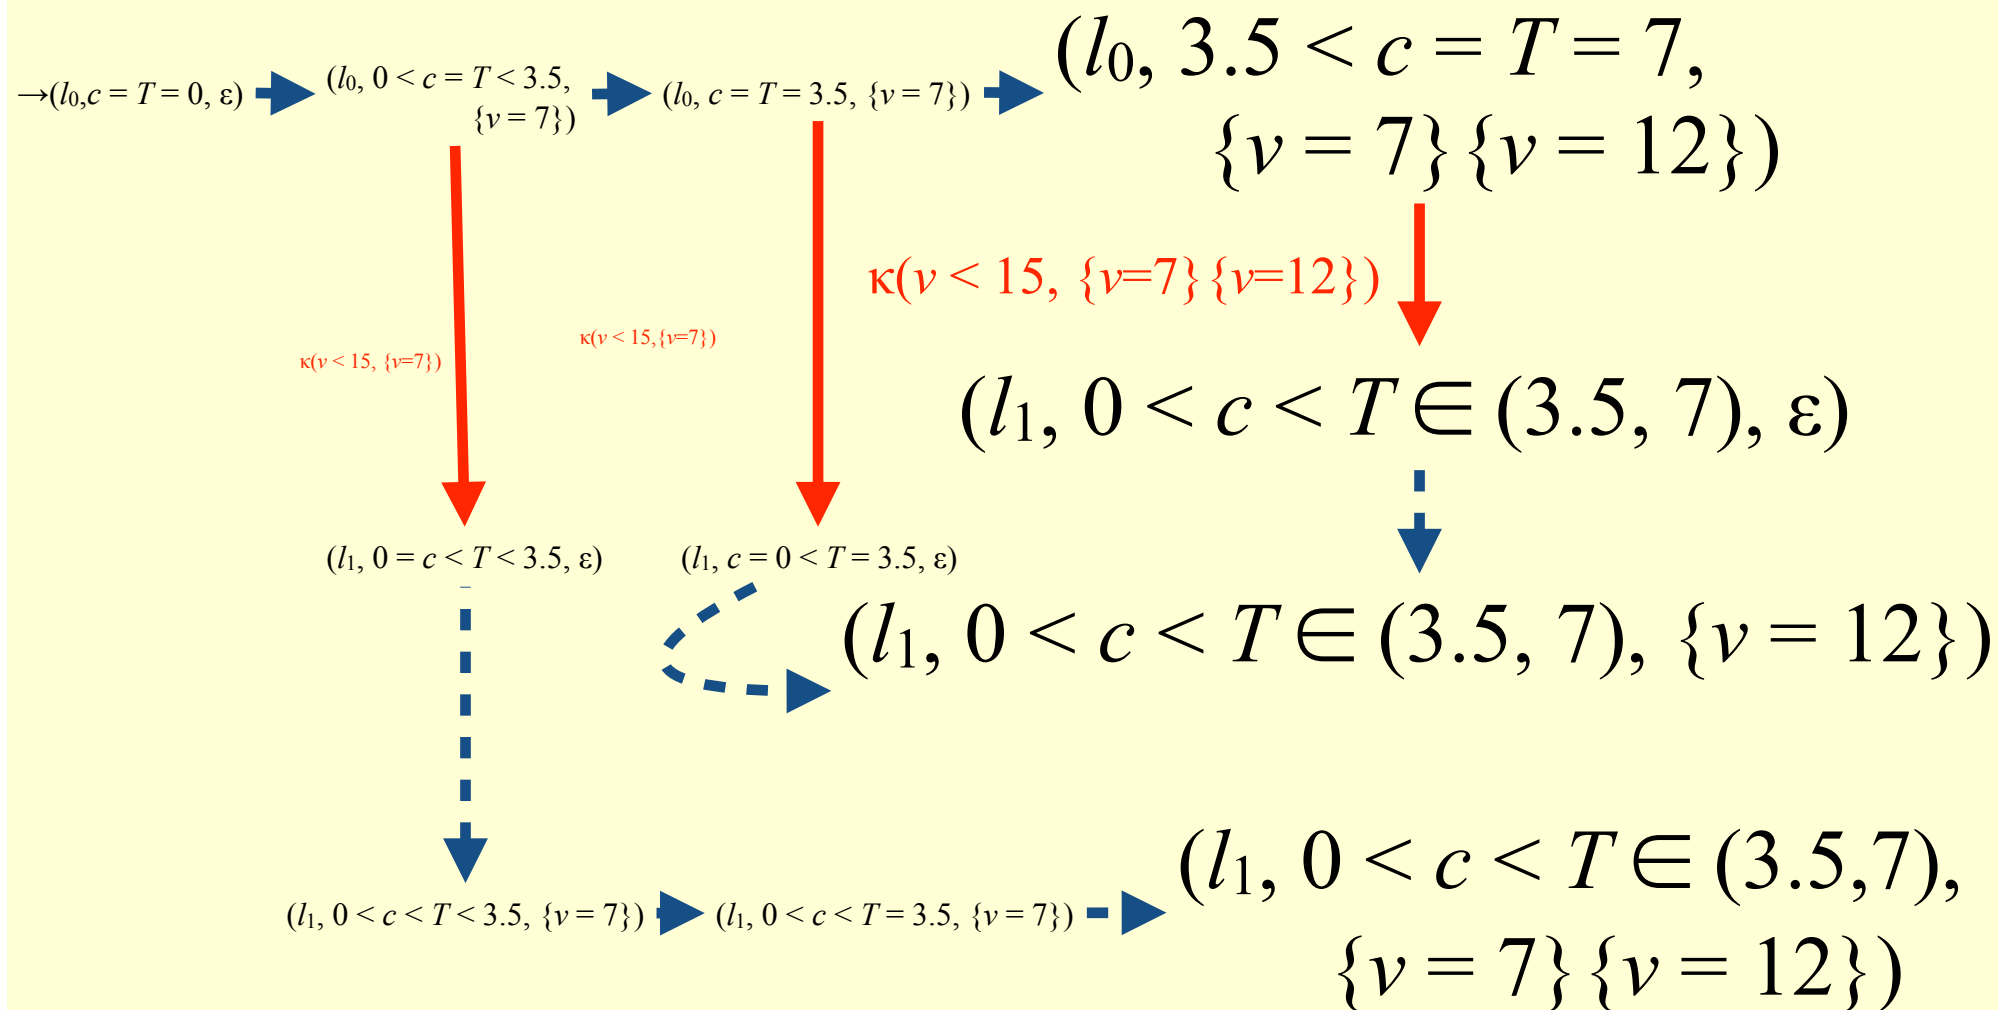 →(l₀,c = T = 0, ε)
(l₀, 0 < c = T < 3.5,
{v = 7})
(l₀, c = T = 3.5, {v = 7})
(l₀, 3.5 < c = T = 7,
{v = 7}{v = 12})
κ(v < 15, {v=7}{v=12})
κ(v < 15,{v=7})
κ(v < 15, {v=7})
(l₁, 0 < c < T ∈ (3.5, 7), ε)
(l₁, 0 = c < T < 3.5, ε)
(l₁, c = 0 < T = 3.5, ε)
(l₁, 0 < c < T ∈ (3.5, 7), {v = 12})
(l₁, 0 < c < T < 3.5, {v = 7})
(l₁, 0 < c < T = 3.5, {v = 7})
(l₁, 0 < c < T ∈ (3.5,7),
{v = 7}{v = 12})